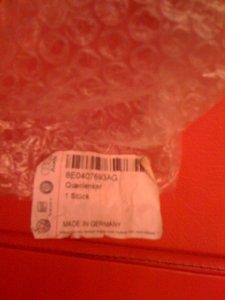 8E0407693AG
Querlenker
1 Stück
MADE IN GERMANY